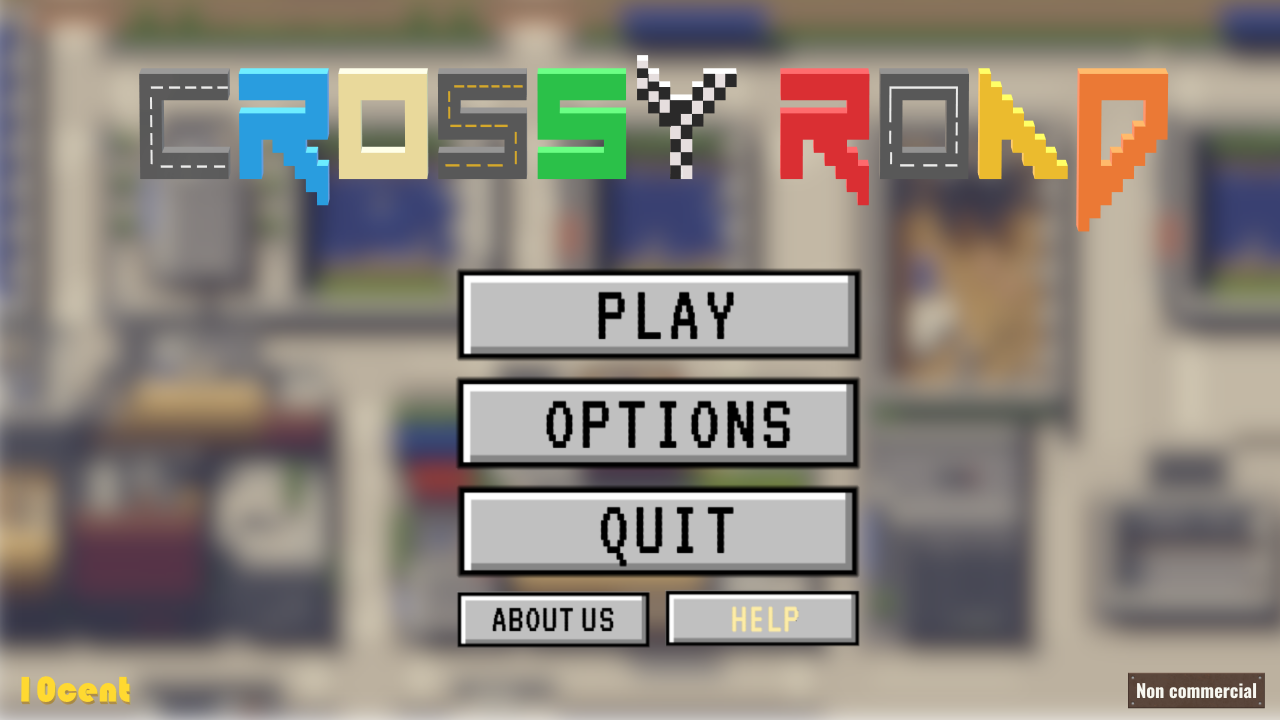 CROSSY ROAD
PLAY
OPTIONS
QUIT
ABOUT US
HELP
10cent
Non commercial